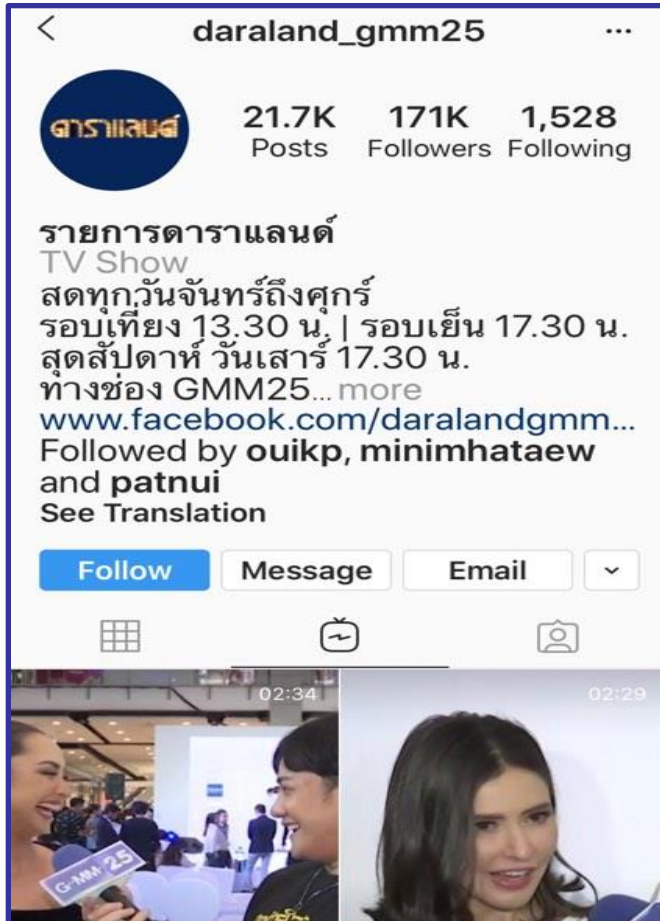 daraland_gmm25
ดาราแลนด์
21.7K 171K 1,528
Posts Followers Following
รายการดาราแลนด์
TV Show
สดทุกวันจันทร์ถึงศุกร์
รอบเที่ยง 13.30 น. | รอบเย็น 17.30 น.
สุดสัปดาห์ วันเสาร์ 17.30 น.
ทางช่อง GMM25... more
www.facebook.com/daralandgmm...
Followed by ouikp, minimhataew
and patnui
See Translation
Follow Message Email
02:34 02:29
G-MM 25